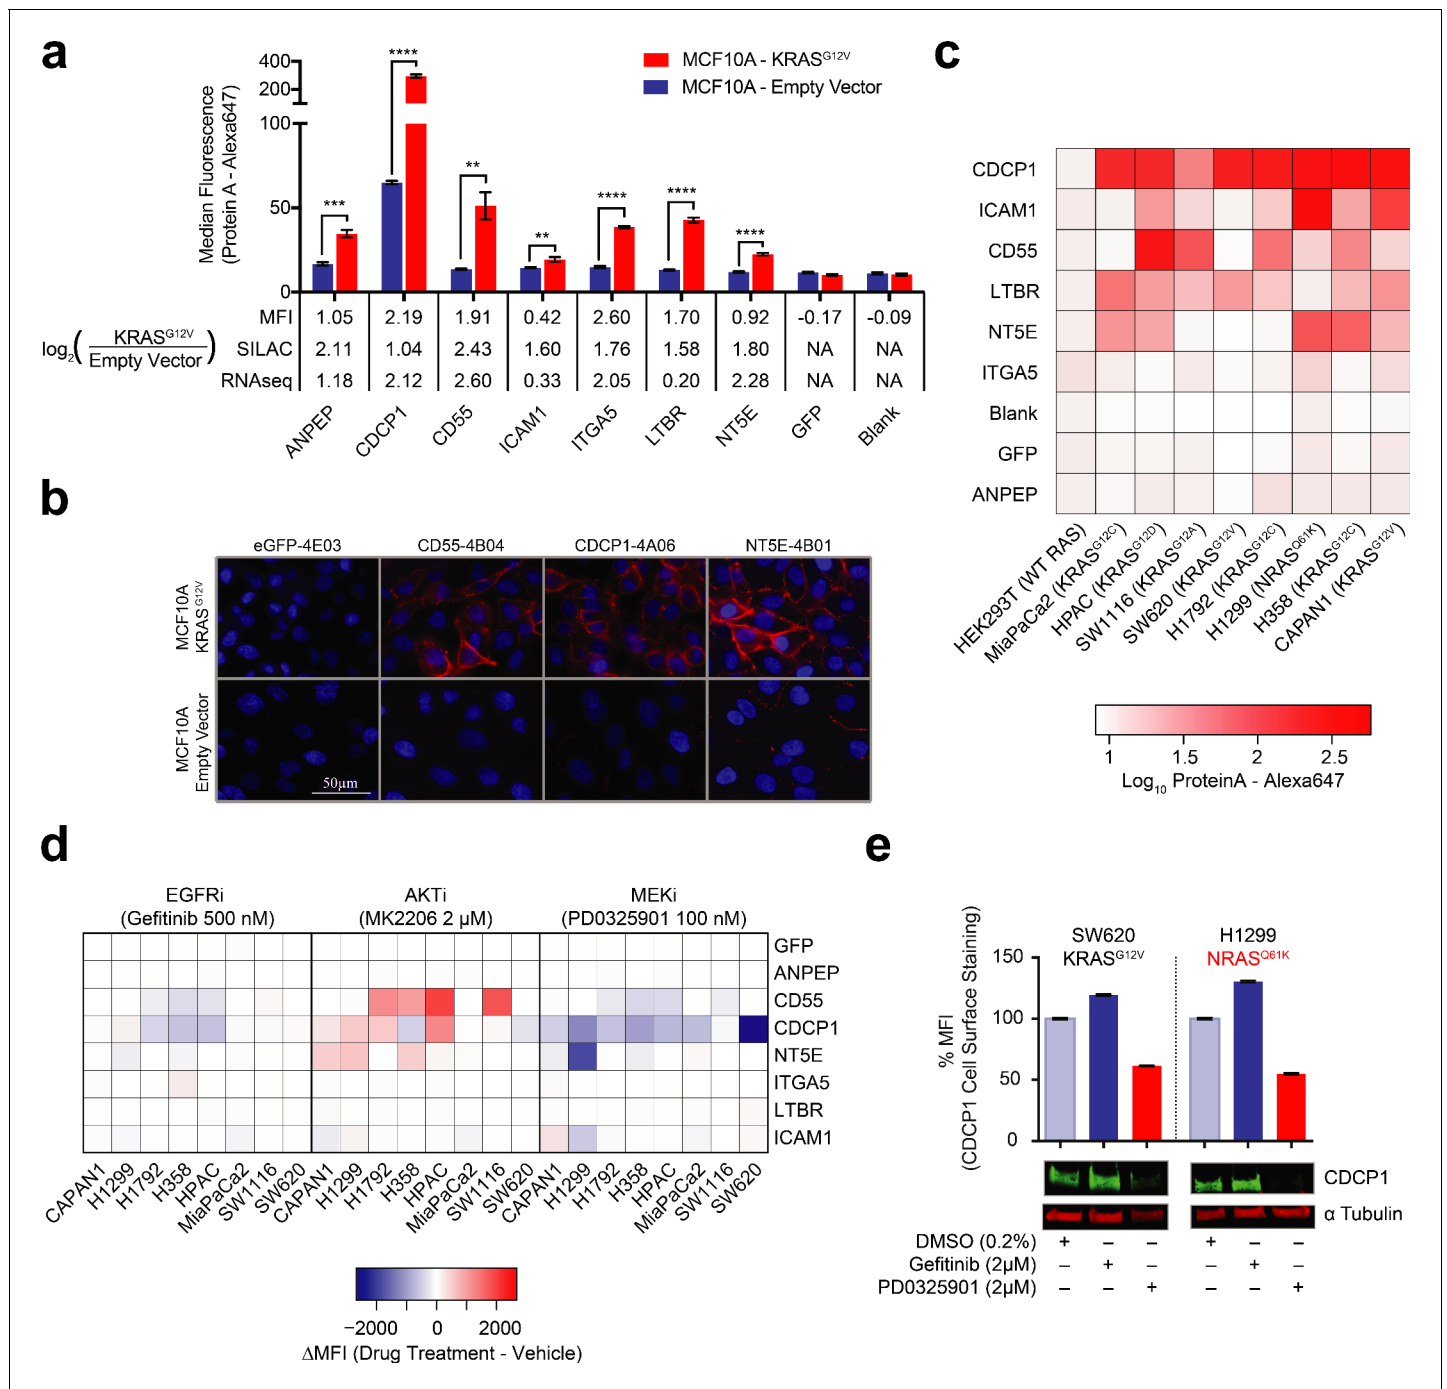 a
Median Fluorescence
(Protein A - Alexa647)
400
200
100
50
0
***
****
**
**
****
****
****
MCF10A - KRASG12V
MCF10A - Empty Vector
log2( KRASG12V / Empty Vector )
MFI 1.05 2.19 1.91 0.42 2.60 1.70 0.92 -0.17 -0.09
SILAC 2.11 1.04 2.43 1.60 1.76 1.58 1.80 NA NA
RNAseq 1.18 2.12 2.60 0.33 2.05 0.20 2.28 NA NA
ANPEP CDCP1 CD55 ICAM1 ITGA5 LTBR NT5E GFP Blank
b
eGFP-4E03 CD55-4B04 CDCP1-4A06 NT5E-4B01
MCF10A
KRASG12V
MCF10A
Empty Vector
50µm
c
CDCP1
ICAM1
CD55
LTBR
NT5E
ITGA5
Blank
GFP
ANPEP
HEK293T (WT RAS)
MiaPaCa2 (KRASG12C)
HPAC (KRASG12D)
SW1116 (KRASG12A)
SW620 (KRASG12V)
H1792 (KRASG12C)
H1299 (NRASQ61K)
H358 (KRASG12C)
CAPAN1 (KRASG12V)
1 1.5 2 2.5
Log10 ProteinA - Alexa647
d
EGFRi
(Gefitinib 500 nM)
AKTi
(MK2206 2 µM)
MEKi
(PD0325901 100 nM)
GFP
ANPEP
CD55
CDCP1
NT5E
ITGA5
LTBR
ICAM1
CAPAN1 H1299 H1792 H358 HPAC MiaPaCa2 SW1116 SW620 CAPAN1 H1299 H1792 H358 HPAC MiaPaCa2 SW1116 SW620 CAPAN1 H1299 H1792 H358 HPAC MiaPaCa2 SW1116 SW620
−2000 0 2000
ΔMFI (Drug Treatment - Vehicle)
e
% MFI
(CDCP1 Cell Surface Staining)
150
100
50
0
SW620
KRASG12V
H1299
NRASQ61K
CDCP1
α Tubulin
DMSO (0.2%) + – – + – –
Gefitinib (2µM) – + – – + –
PD0325901 (2µM) – – + – – +